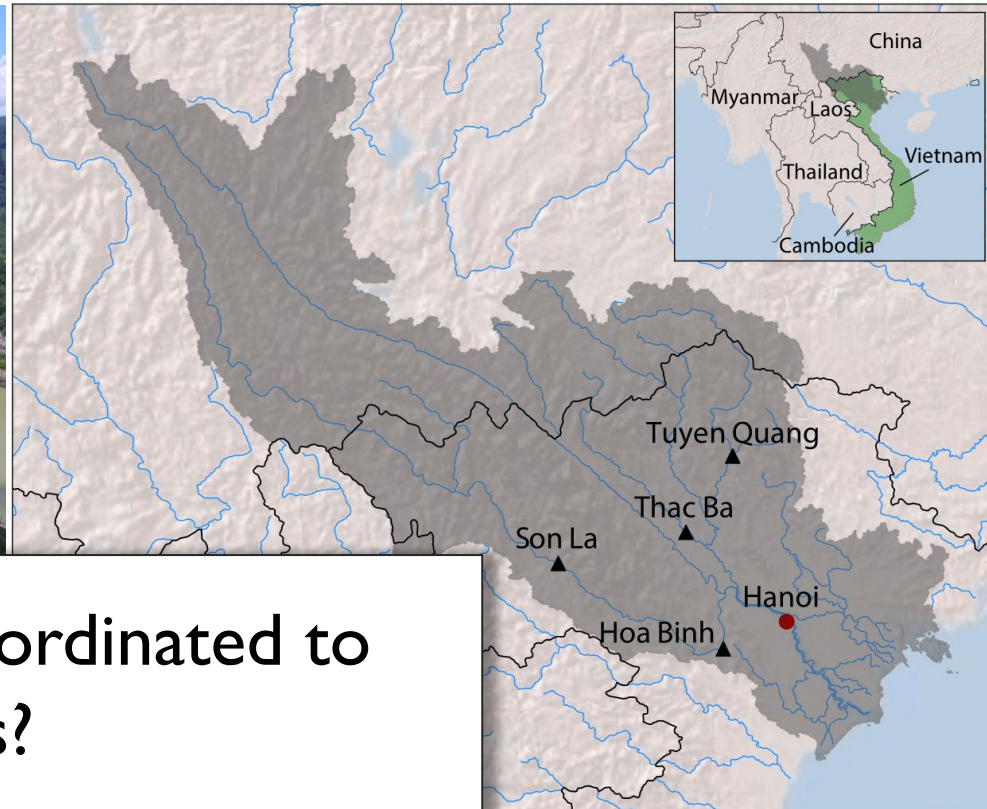 China
Myanmar
Laos
Vietnam
Thailand
Cambodia
Tuyen Quang
Thac Ba
Son La
Hanoi
Hoa Binh
ordinated to
s?